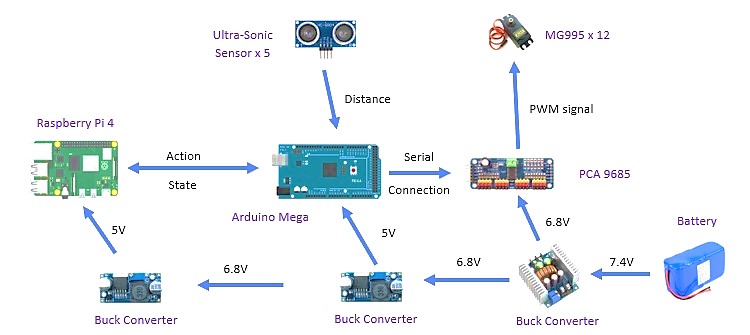 Ultra-Sonic
Sensor x 5
MG995 x 12
Distance
PWM signal
Raspberry Pi 4
Action
State
Serial
Connection
PCA 9685
Arduino Mega
Battery
5V
5V
6.8V
6.8V
6.8V
7.4V
Buck Converter
Buck Converter
Buck Converter